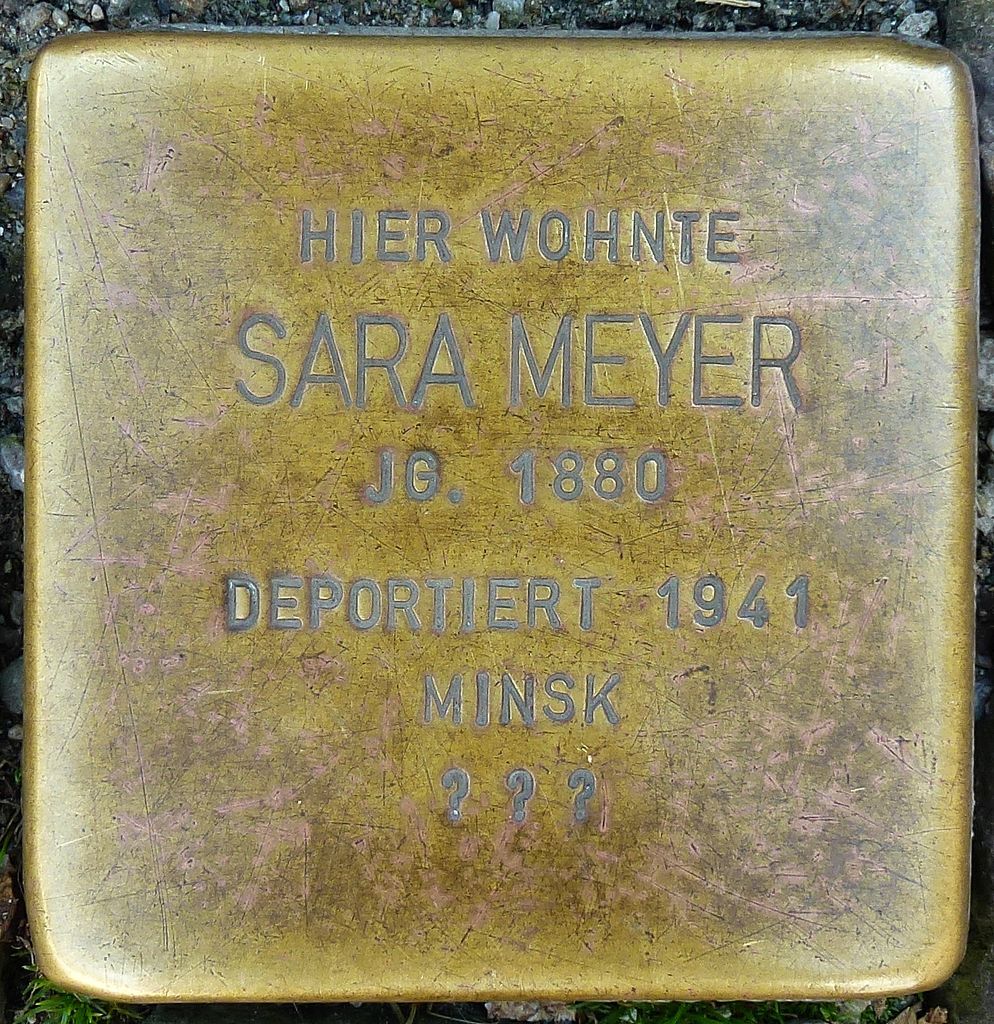 HIER WOHNTE
SARA MEYER
JG. 1880
DEPORTIERT 1941
MINSK
? ? ?